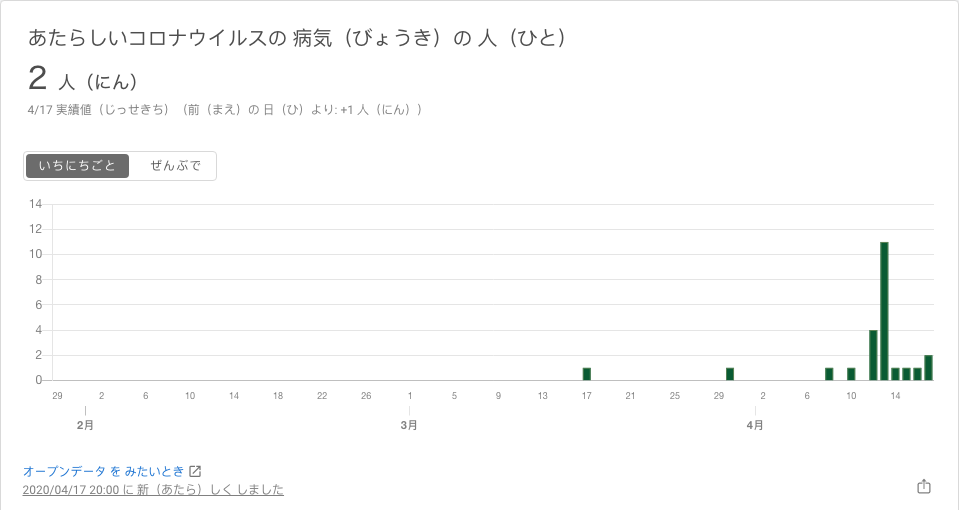 あたらしいコロナウイルスの 病気（びょうき）の 人（ひと）
2 人（にん）
4/17 実績値（じっせきち）（前（まえ）の 日（ひ）より: +1 人（にん））
いちにちごと ぜんぶで
14
12
10
8
6
4
2
0
29 2 6 10 14 18 22 26 1 5 9 13 17 21 25 29 2 6 10 14
2月 3月 4月
オープンデータ を みたいとき
2020/04/17 20:00 に 新（あたら）しく しました